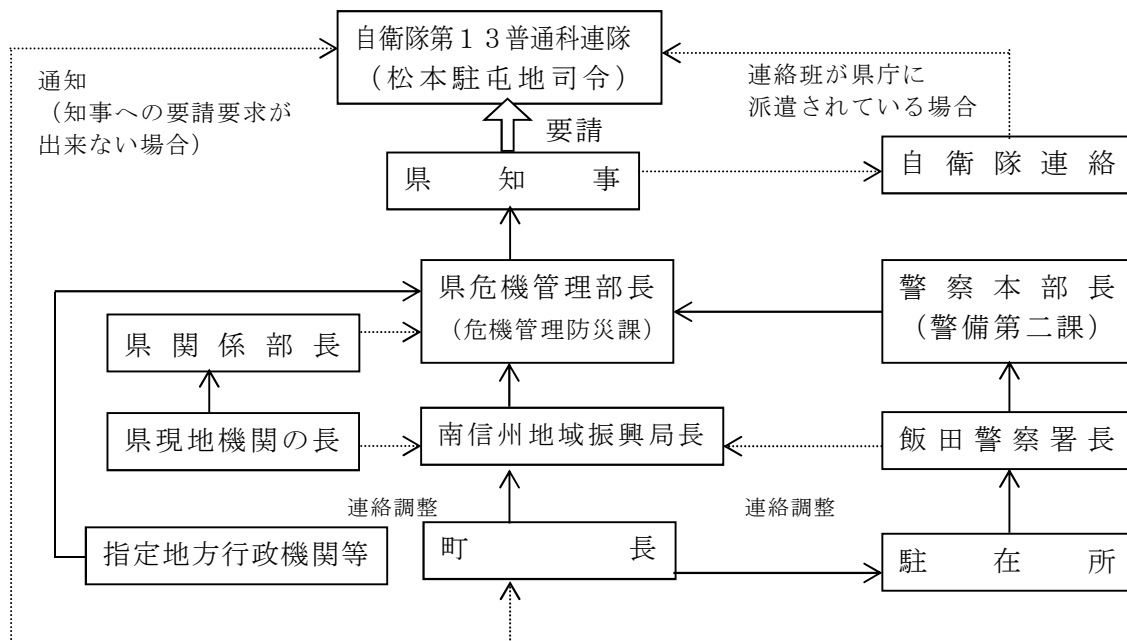 自衛隊第１３普通科連隊
（松本駐屯地司令）
通知
（知事への要請要求が
出来ない場合）
連絡班が県庁に
派遣されている場合
要請
県知事
自衛隊連絡
県危機管理部長
（危機管理防災課）
警察本部長
（警備第二課）
県関係部長
県現地機関の長
南信州地域振興局長
飯田警察署長
連絡調整
連絡調整
指定地方行政機関等
町長
駐在所